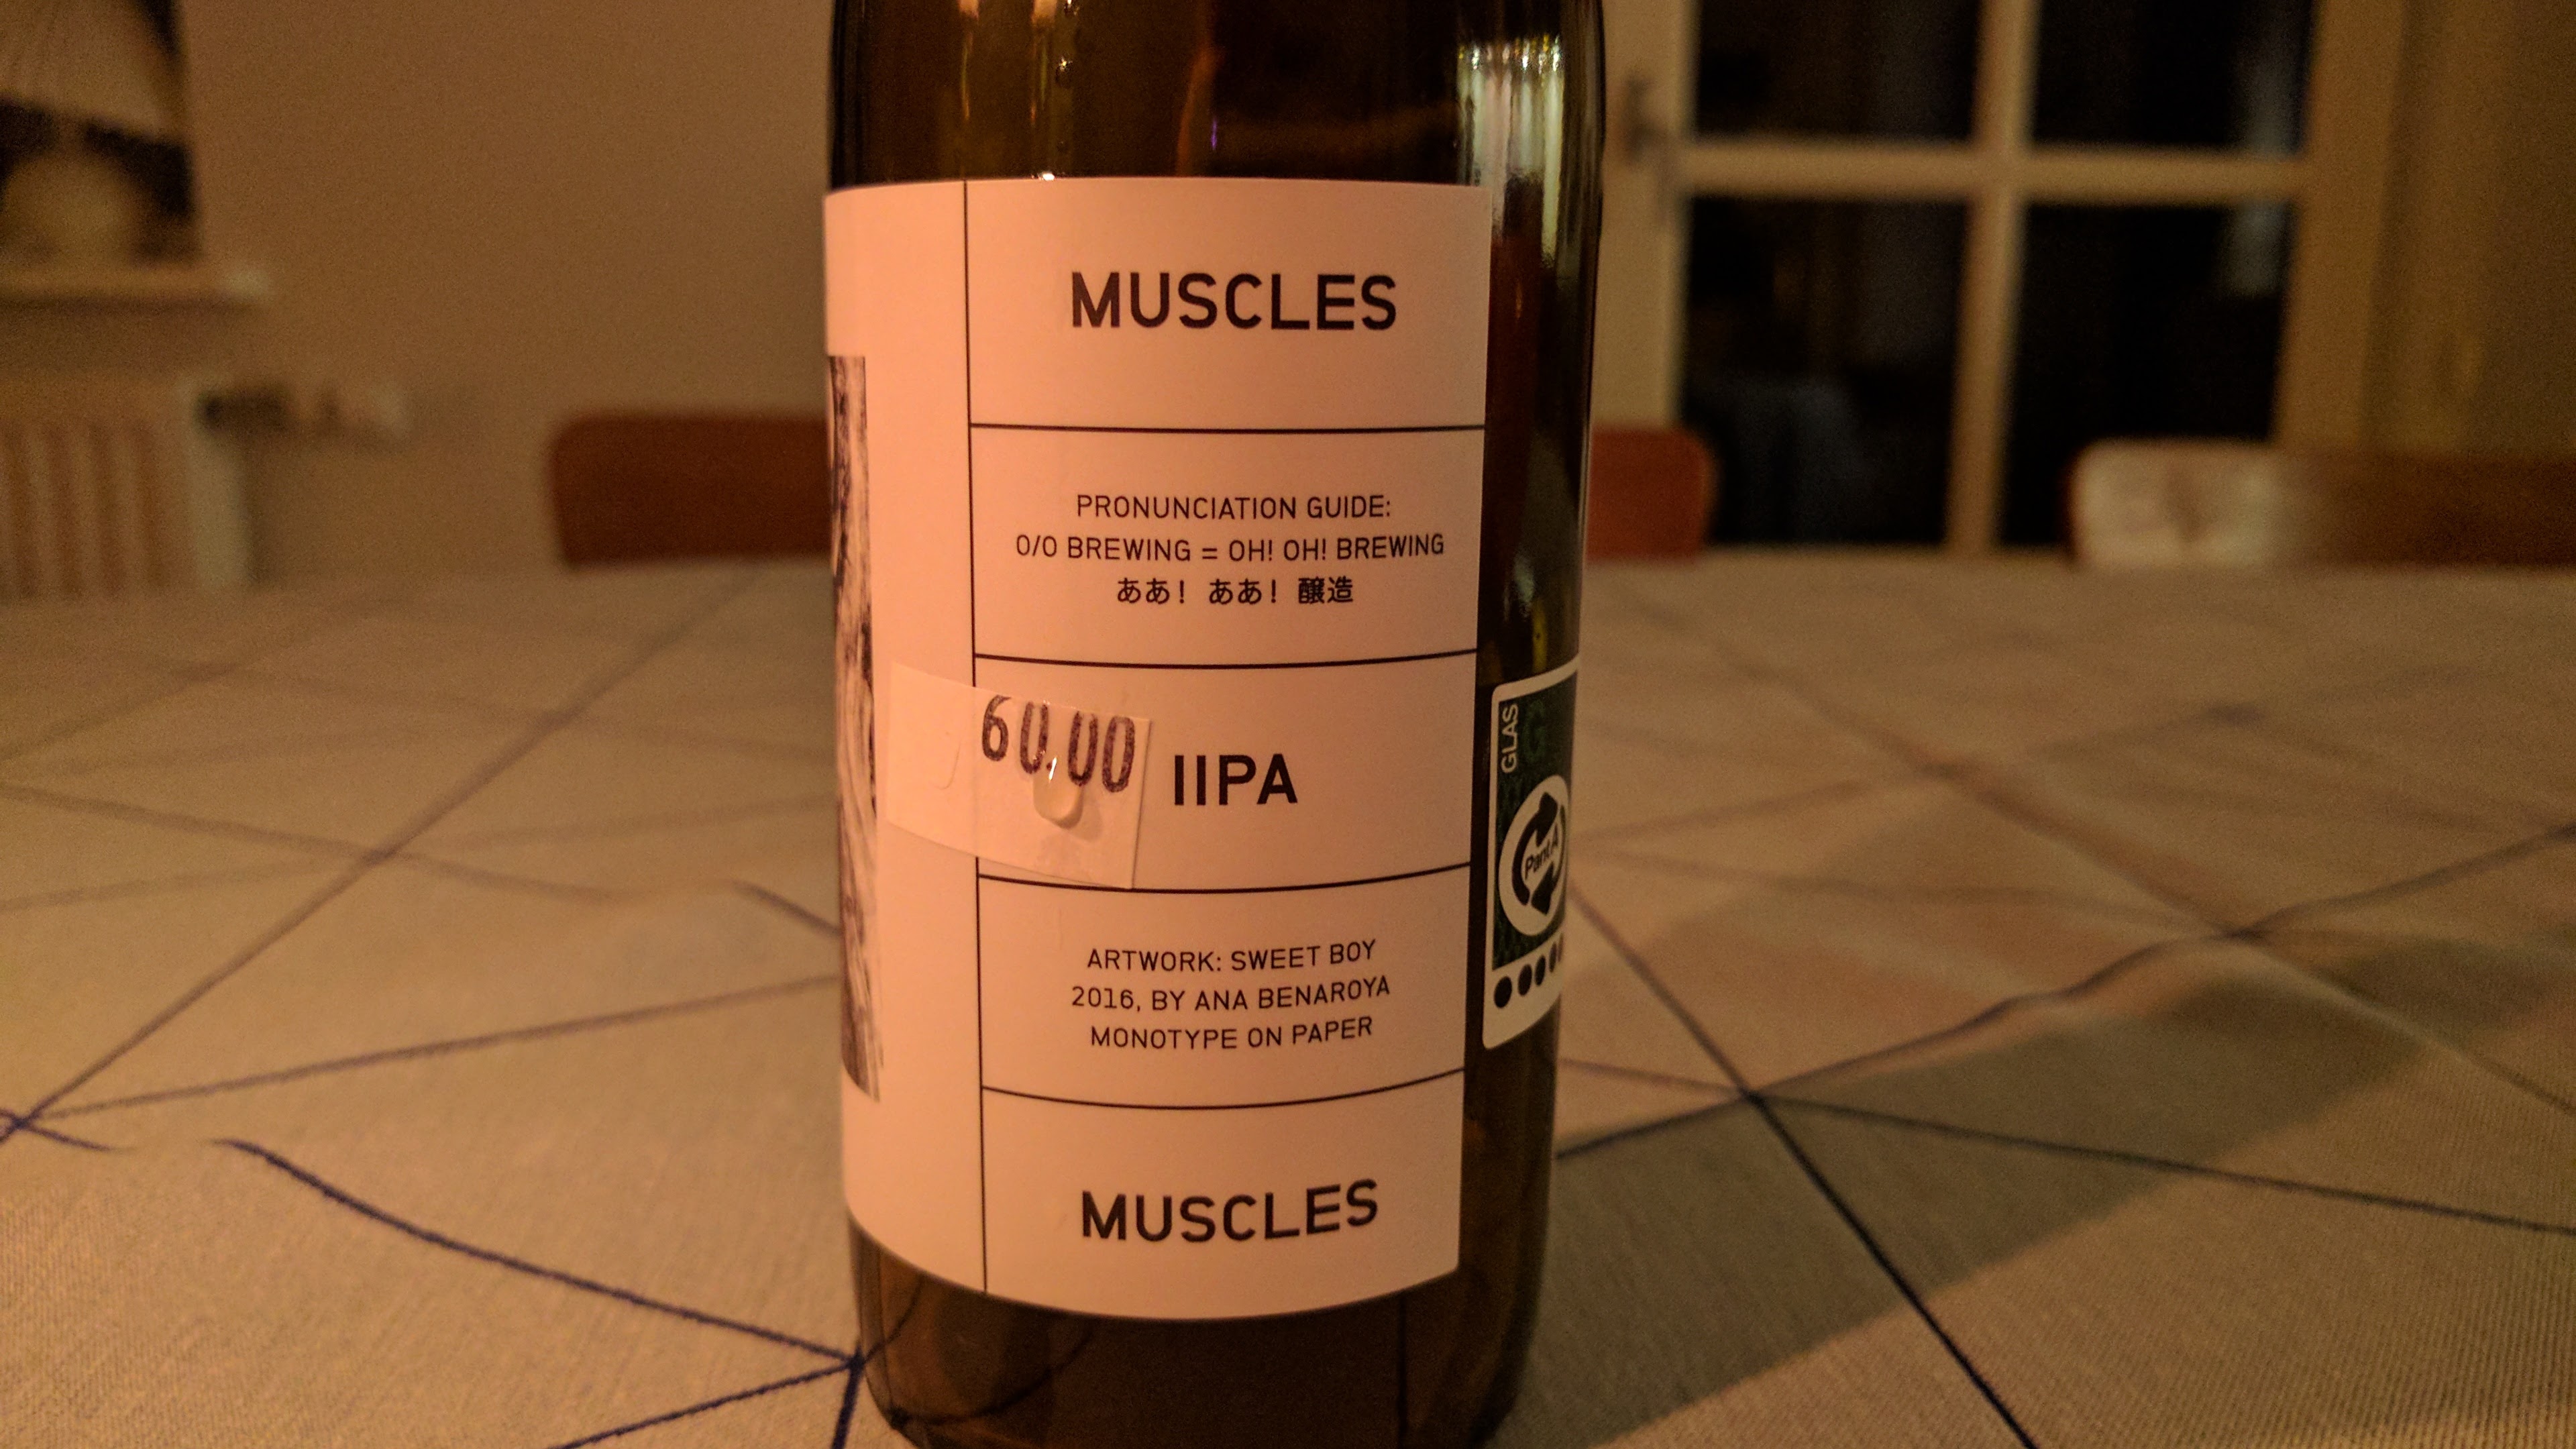 MUSCLES
PRONUNCIATION GUIDE:
O/O BREWING = OH! OH! BREWING
ああ! ああ! 醸造
60.00
IIPA
ARTWORK: SWEET BOY
2016, BY ANA BENAROYA
MONOTYPE ON PAPER
MUSCLES
GLAS
Pant A